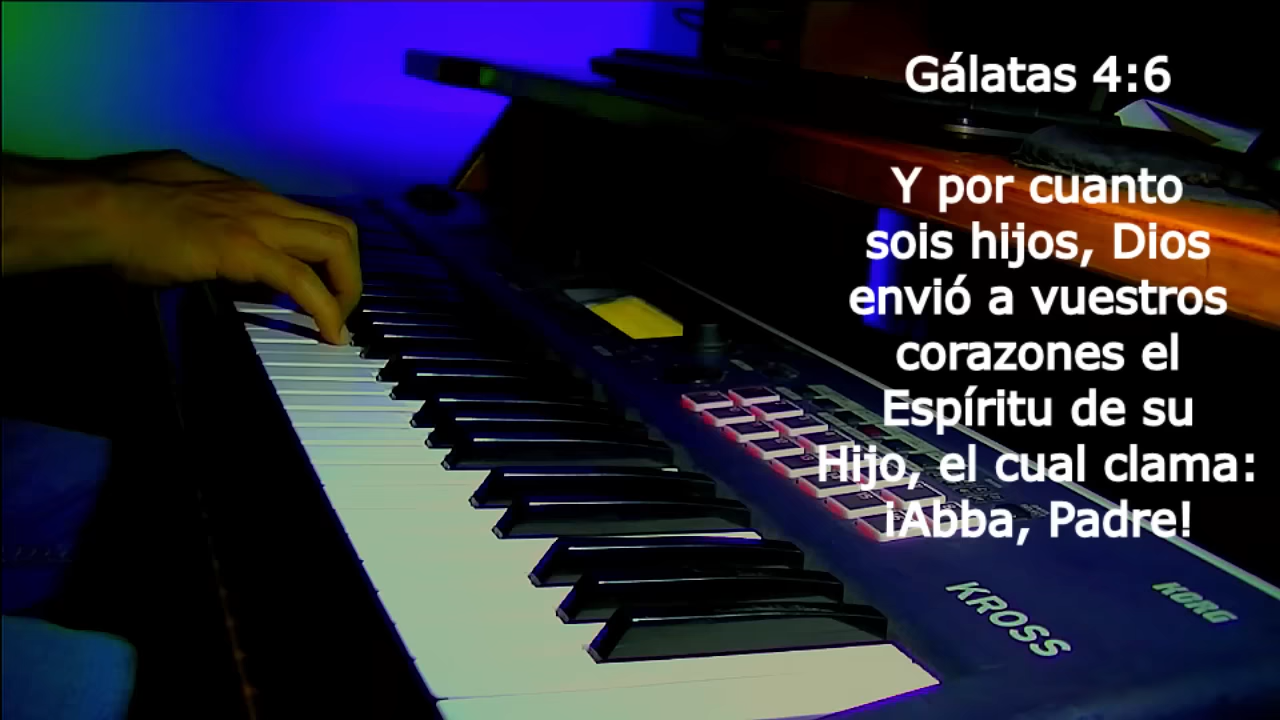 Gálatas 4:6
Y por cuanto
sois hijos, Dios
envió a vuestros
corazones el
Espíritu de su
Hijo, el cual clama:
¡Abba, Padre!
KROSS
KORG